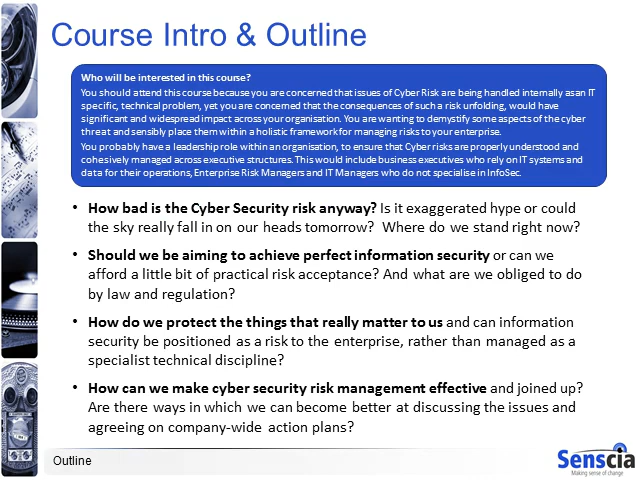 Course Intro & Outline
Who will be interested in this course?
You should attend this course because you are concerned that issues of Cyber Risk are being handled internally as an IT
specific, technical problem, yet you are concerned that the consequences of such a risk unfolding, would have
significant and widespread impact across your organisation. You are wanting to demystify some aspects of the cyber
threat and sensibly place them within a holistic framework for managing risks to your enterprise.
You probably have a leadership role within an organisation, to ensure that Cyber risks are properly understood and
cohesively managed across executive structures. This would include business executives who rely on IT systems and
data for their operations, Enterprise Risk Managers and IT Managers who do not specialise in InfoSec.
• How bad is the Cyber Security risk anyway? Is it exaggerated hype or could
the sky really fall in on our heads tomorrow? Where do we stand right now?
• Should we be aiming to achieve perfect information security or can we
afford a little bit of practical risk acceptance? And what are we obliged to do
by law and regulation?
• How do we protect the things that really matter to us and can information
security be positioned as a risk to the enterprise, rather than managed as a
specialist technical discipline?
• How can we make cyber security risk management effective and joined up?
Are there ways in which we can become better at discussing the issues and
agreeing on company-wide action plans?
Outline
Senscia
Making sense of change